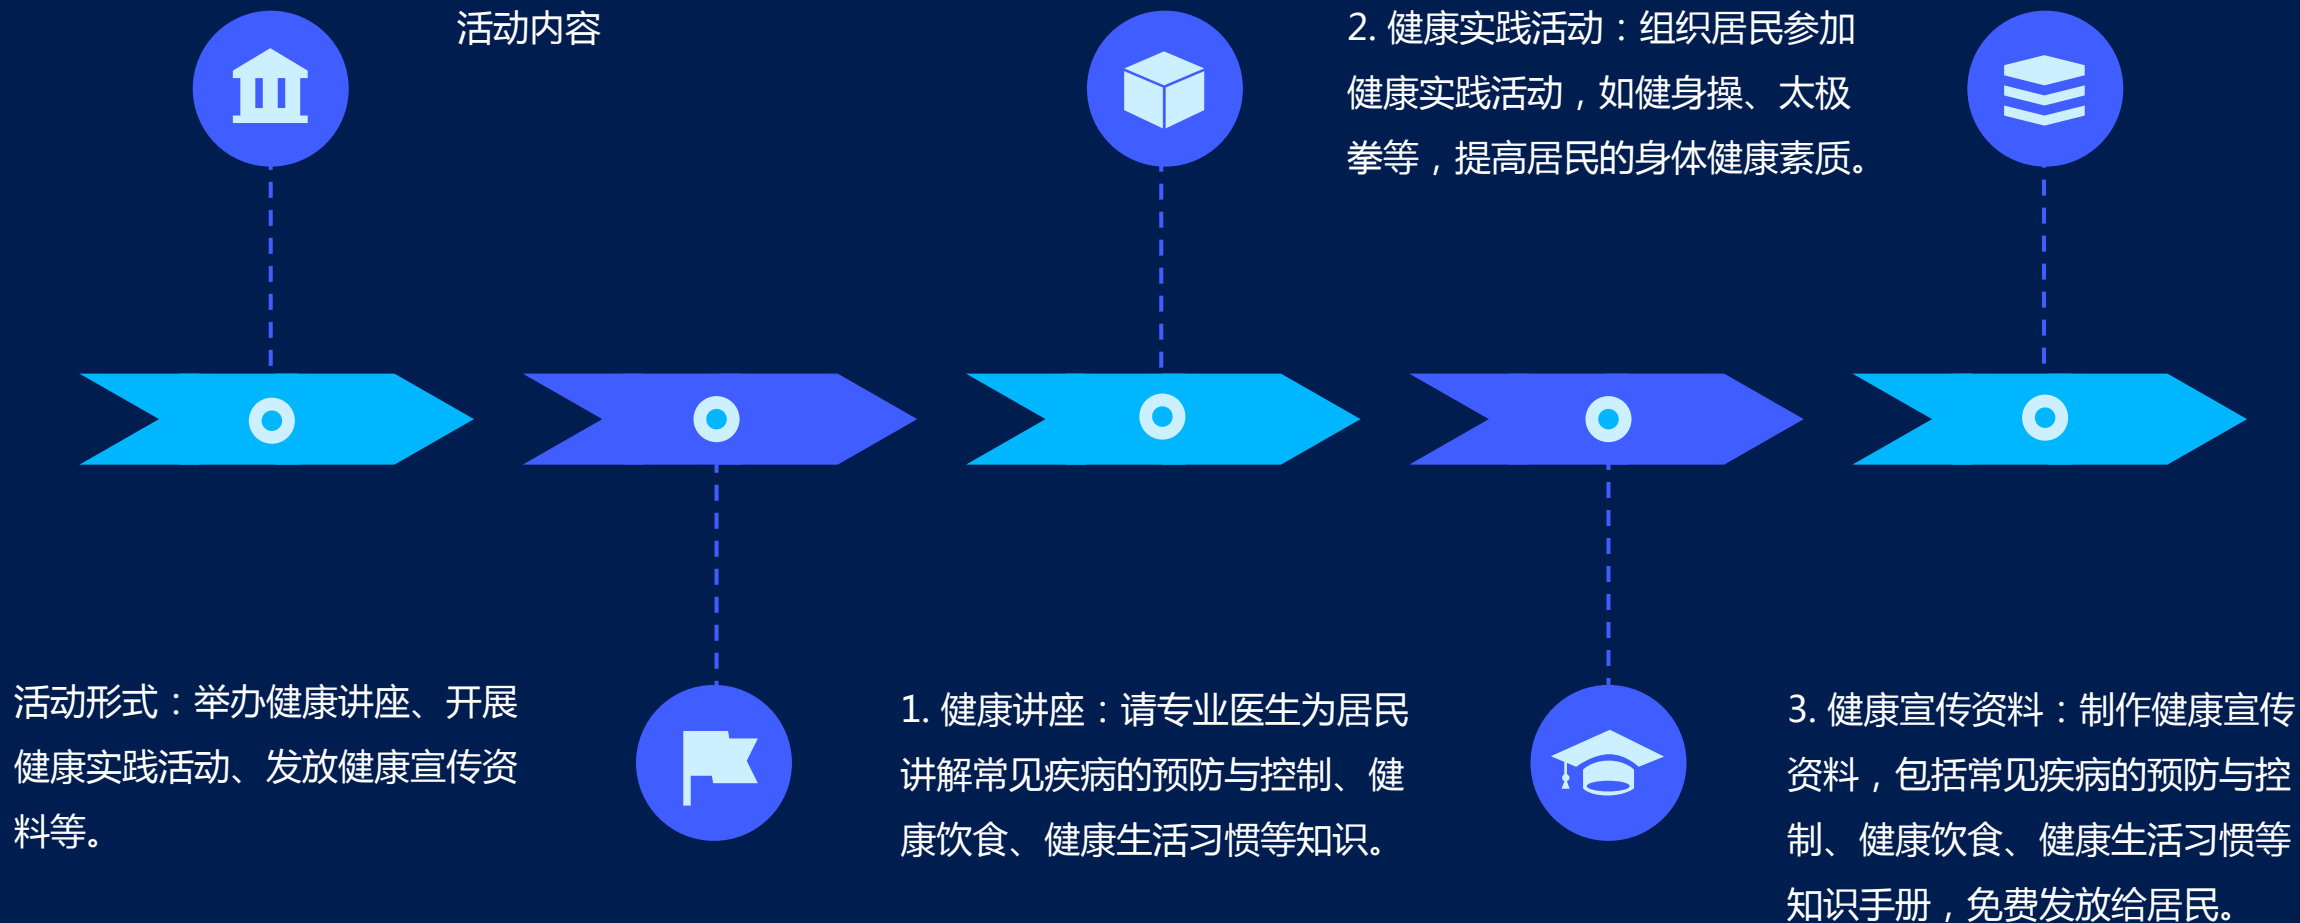 活动形式：举办健康讲座、开展
健康实践活动、发放健康宣传资
料等。
活动内容
1. 健康讲座：请专业医生为居民
讲解常见疾病的预防与控制、健
康饮食、健康生活习惯等知识。
2. 健康实践活动：组织居民参加
健康实践活动，如健身操、太极
拳等，提高居民的身体健康素质。
3. 健康宣传资料：制作健康宣传
资料，包括常见疾病的预防与控
制、健康饮食、健康生活习惯等
知识手册，免费发放给居民。